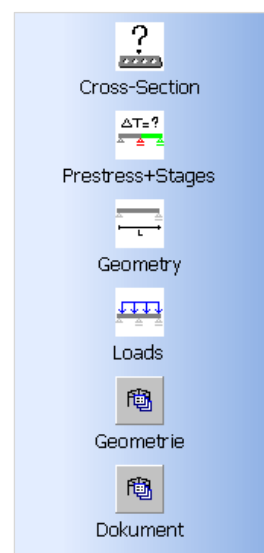 ?
Cross-Section
ΔT=?
Prestress+Stages
L
Geometry
Loads
Geometrie
Dokument